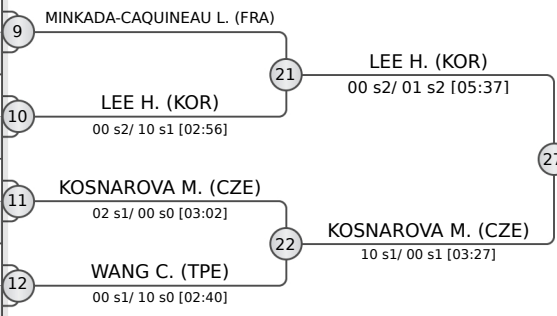 9
MINKADA-CAQUINEAU L. (FRA)
21
LEE H. (KOR)
00 s2/ 01 s2 [05:37]
10
LEE H. (KOR)
00 s2/ 10 s1 [02:56]
27
11
KOSNAROVA M. (CZE)
02 s1/ 00 s0 [03:02]
22
KOSNAROVA M. (CZE)
10 s1/ 00 s1 [03:27]
12
WANG C. (TPE)
00 s1/ 10 s0 [02:40]